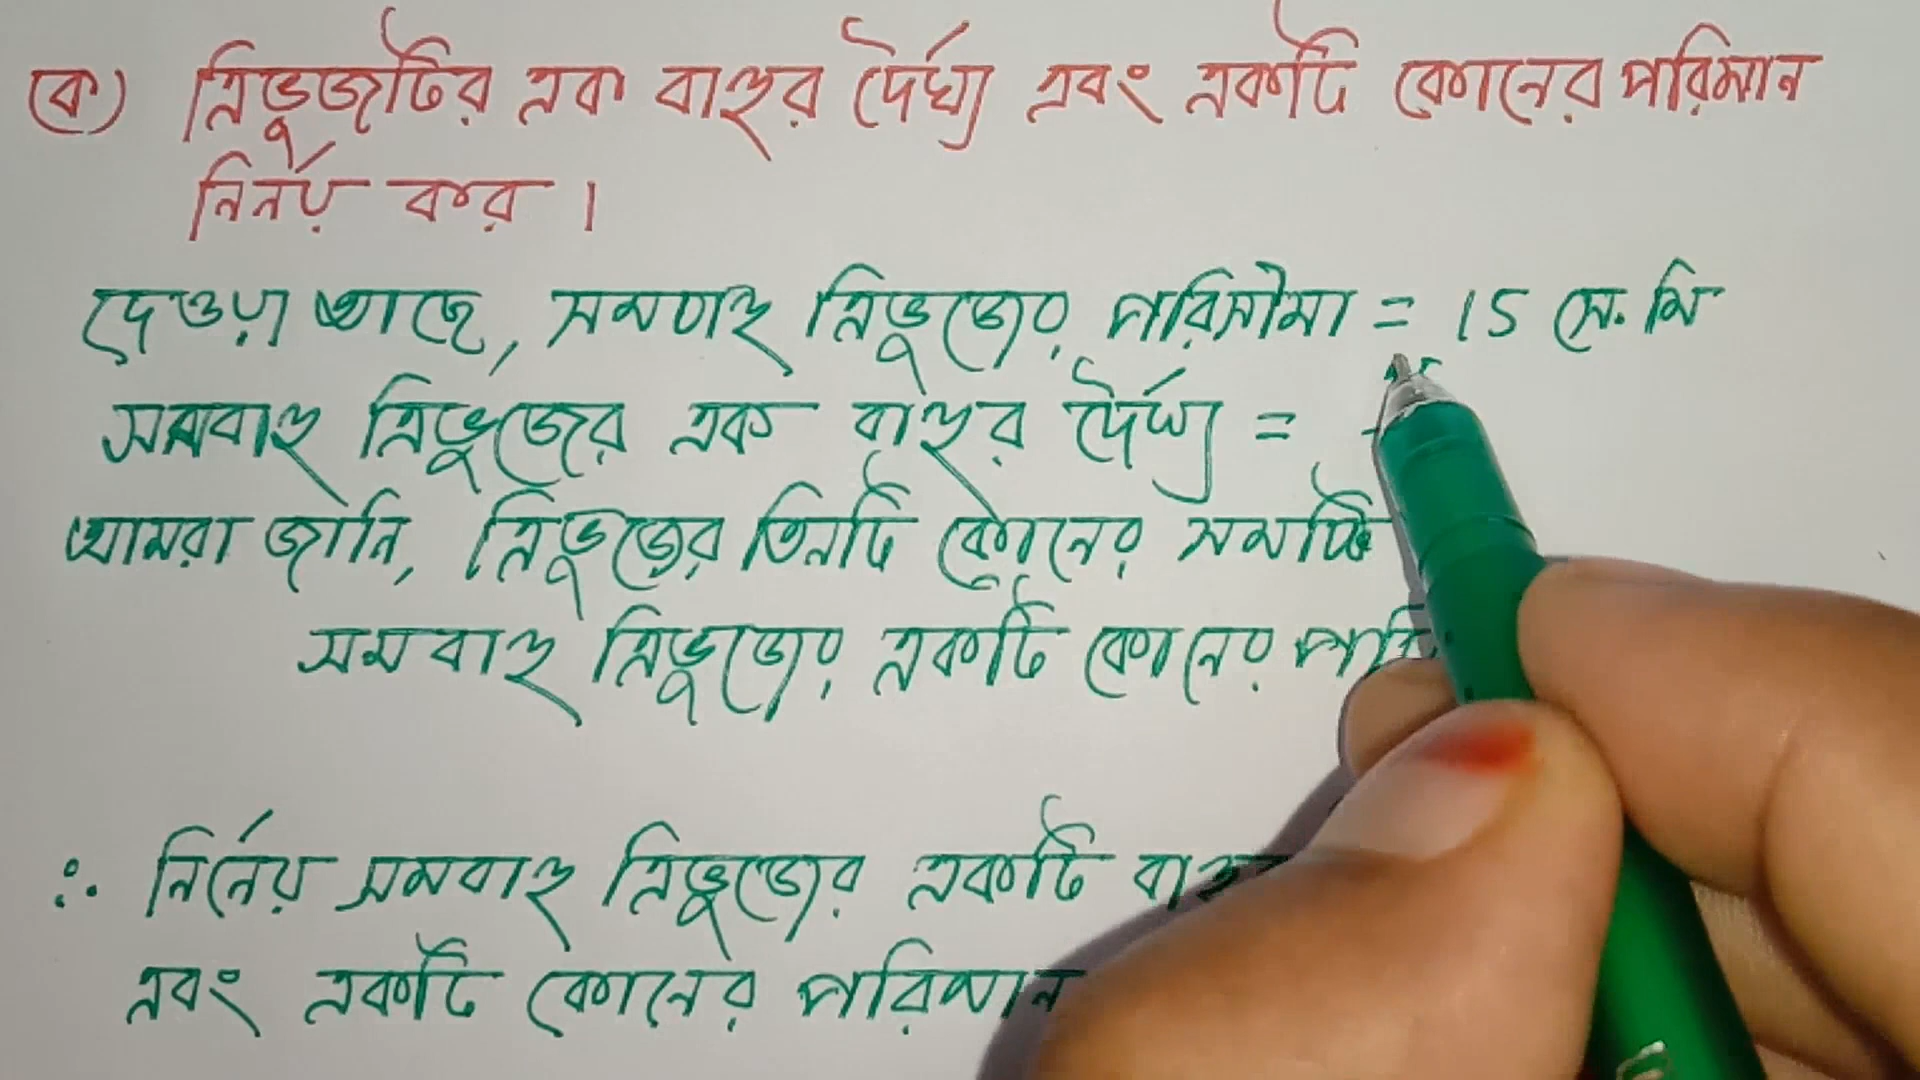 ক) ত্রিভুজটির এক বাহুর দৈর্ঘ্য এবং একটি কোনের পরিমান
নির্নয় কর ।
দেওয়া আছে, সমবাহু ত্রিভুজের পরিসীমা = 15 সে. মি
সমবাহু ত্রিভুজের এক বাহুর দৈর্ঘ্য =
আমরা জানি, ত্রিভুজের তিনটি কোনের সমষ্টি
সমবাহু ত্রিভুজের একটি কোনের
∴ নির্নেয় সমবাহু ত্রিভুজের একটি
এবং একটি কোনের পরিমান